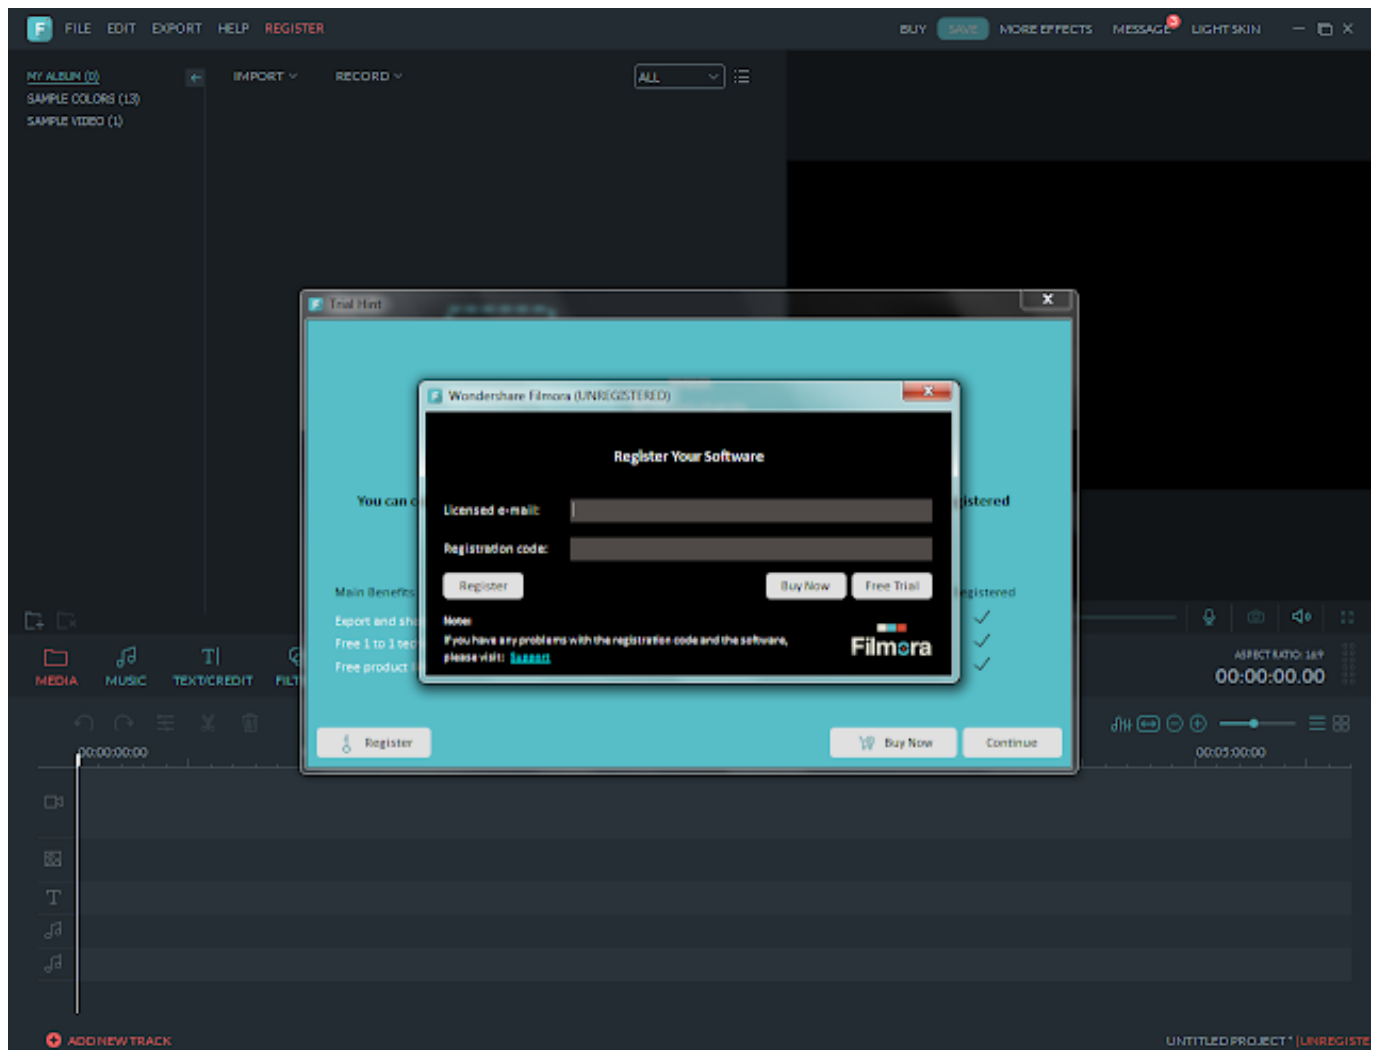 F FILE EDIT EXPORT HELP REGISTER BUY SAVE MORE EFFECTS MESSAGE 3 LIGHT SKIN
MY ALBUM (0) IMPORT RECORD ALL
SAMPLE COLORS (13)
SAMPLE VIDEO (1)
F Trial Hint x
F Wondershare Filmora (UNREGISTERED) x
Register Your Software
You can
gistered
Licensed e-mail:
Registration code:
Register Buy Now Free Trial
Main Benefits
egistered
Export and sh
Note:
Free 1 to 1 tec
If you have any problems with the registration code and the software,
please visit: Support
Filmora
Free product
MEDIA MUSIC TEXT/CREDIT FILT
ASPECT RATIO: 16:9
00:00:00.00
Register Buy Now Continue
00:00:00:00 00:05:00:00
T
ADD NEW TRACK
UNTITLED PROJECT * (UNREGISTE